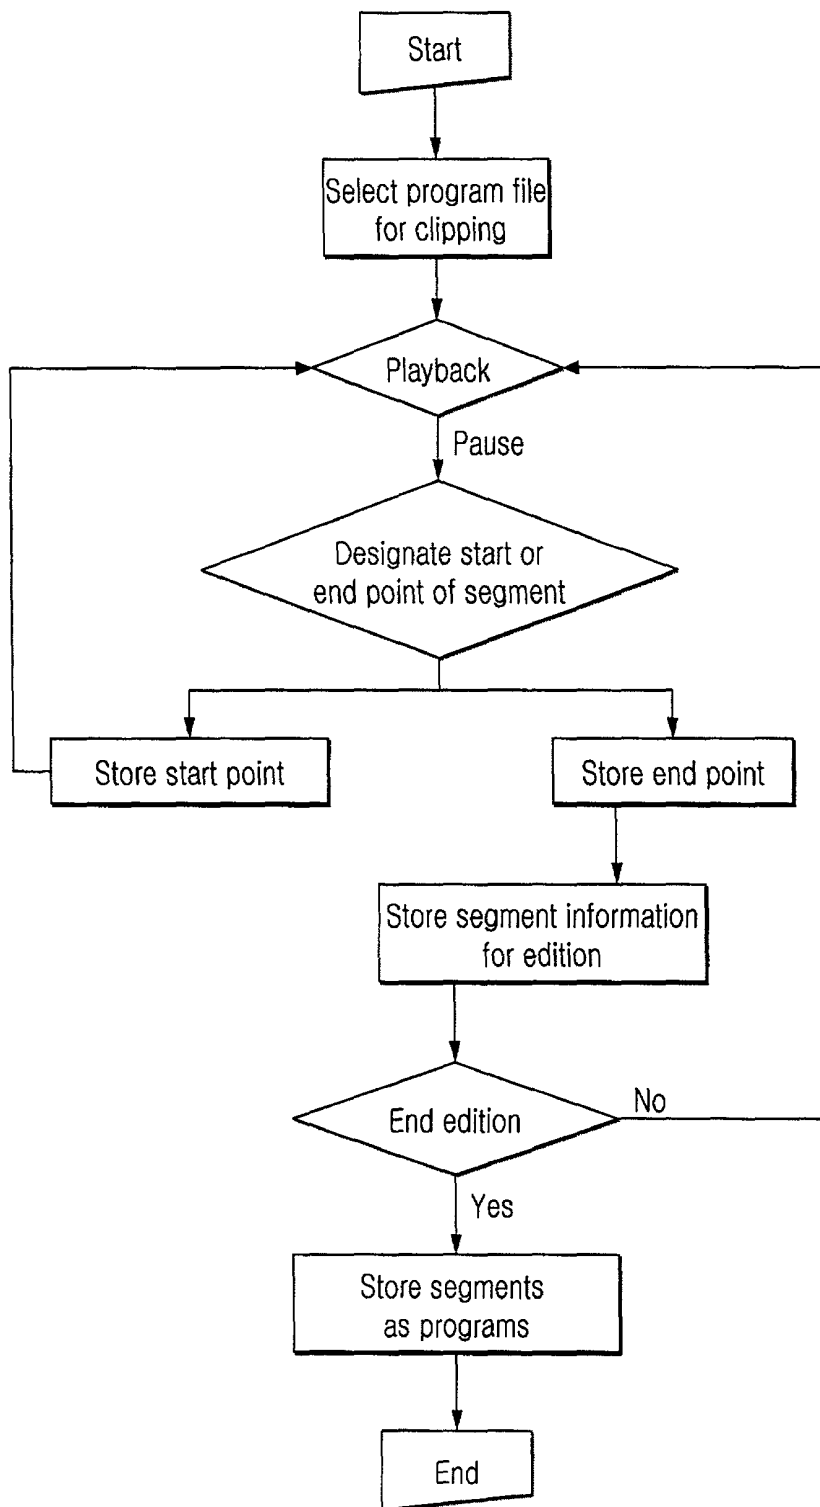 Start
Select program file
for clipping
Playback
Pause
Designate start or
end point of segment
Store start point
Store end point
Store segment information
for edition
End edition
No
Yes
Store segments
as programs
End